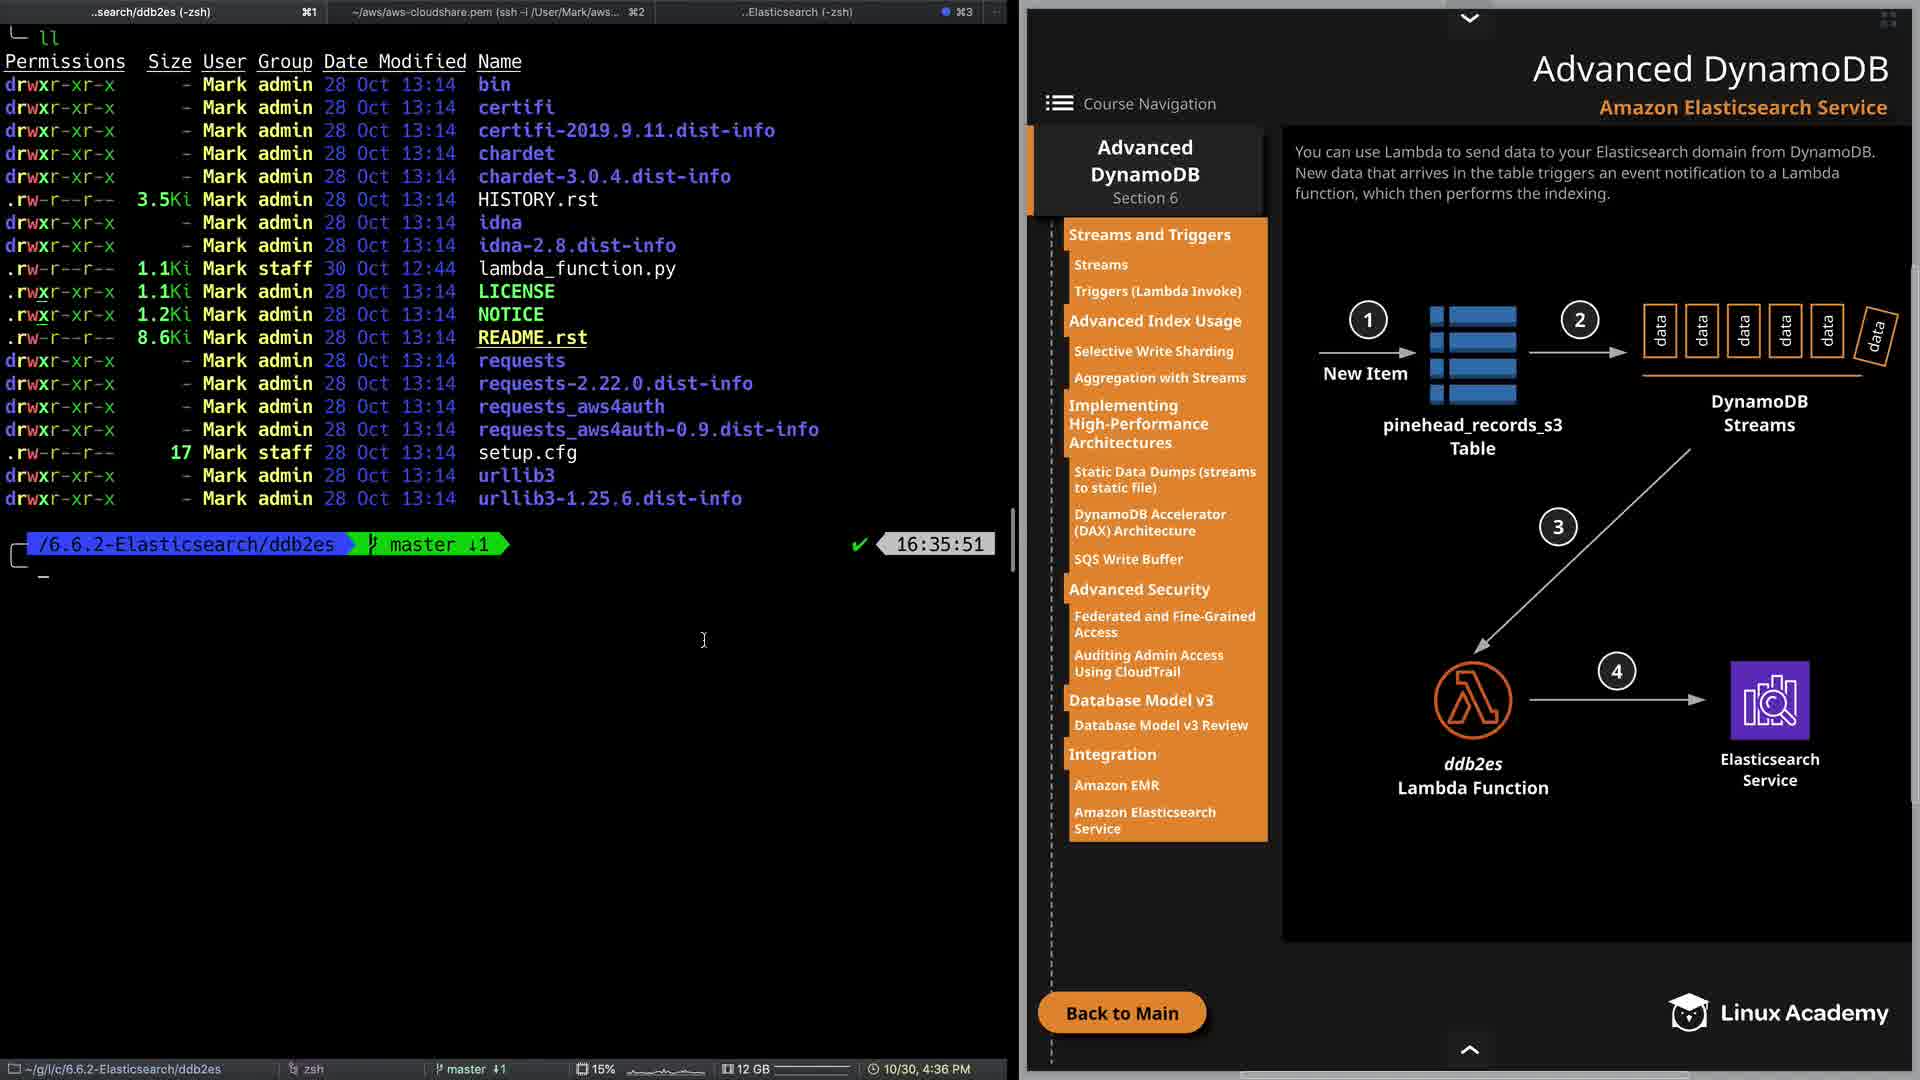 ..search/ddb2es (-zsh) ⌘1 ~/aws/aws-cloudshare.pem (ssh -i /User/Mark/aws... ⌘2 ..Elasticsearch (-zsh) ⌘3
ll
Permissions Size User Group Date Modified Name
drwxr-xr-x - Mark admin 28 Oct 13:14 bin
drwxr-xr-x - Mark admin 28 Oct 13:14 certifi
drwxr-xr-x - Mark admin 28 Oct 13:14 certifi-2019.9.11.dist-info
drwxr-xr-x - Mark admin 28 Oct 13:14 chardet
drwxr-xr-x - Mark admin 28 Oct 13:14 chardet-3.0.4.dist-info
.rw-r--r-- 3.5Ki Mark admin 28 Oct 13:14 HISTORY.rst
drwxr-xr-x - Mark admin 28 Oct 13:14 idna
drwxr-xr-x - Mark admin 28 Oct 13:14 idna-2.8.dist-info
.rw-r--r-- 1.1Ki Mark staff 30 Oct 12:44 lambda_function.py
.rwxr-xr-x 1.1Ki Mark admin 28 Oct 13:14 LICENSE
.rwxr-xr-x 1.2Ki Mark admin 28 Oct 13:14 NOTICE
.rw-r--r-- 8.6Ki Mark admin 28 Oct 13:14 README.rst
drwxr-xr-x - Mark admin 28 Oct 13:14 requests
drwxr-xr-x - Mark admin 28 Oct 13:14 requests-2.22.0.dist-info
drwxr-xr-x - Mark admin 28 Oct 13:14 requests_aws4auth
drwxr-xr-x - Mark admin 28 Oct 13:14 requests_aws4auth-0.9.dist-info
.rw-r--r-- 17 Mark staff 28 Oct 13:14 setup.cfg
drwxr-xr-x - Mark admin 28 Oct 13:14 urllib3
drwxr-xr-x - Mark admin 28 Oct 13:14 urllib3-1.25.6.dist-info
/6.6.2-Elasticsearch/ddb2es master ↓1 ✔ 16:35:51
~/g/l/c/6.6.2-Elasticsearch/ddb2es zsh master ↓1 15% 12 GB 10/30, 4:36 PM
Advanced DynamoDB
Amazon Elasticsearch Service
Course Navigation
Advanced
DynamoDB
Section 6
Streams and Triggers
Streams
Triggers (Lambda Invoke)
Advanced Index Usage
Selective Write Sharding
Aggregation with Streams
Implementing
High-Performance
Architectures
Static Data Dumps (streams
to static file)
DynamoDB Accelerator
(DAX) Architecture
SQS Write Buffer
Advanced Security
Federated and Fine-Grained
Access
Auditing Admin Access
Using CloudTrail
Database Model v3
Database Model v3 Review
Integration
Amazon EMR
Amazon Elasticsearch
Service
Back to Main
You can use Lambda to send data to your Elasticsearch domain from DynamoDB.
New data that arrives in the table triggers an event notification to a Lambda
function, which then performs the indexing.
1
New Item
pinehead_records_s3
Table
2
data data data data data data
DynamoDB
Streams
3
ddb2es
Lambda Function
4
Elasticsearch
Service
Linux Academy